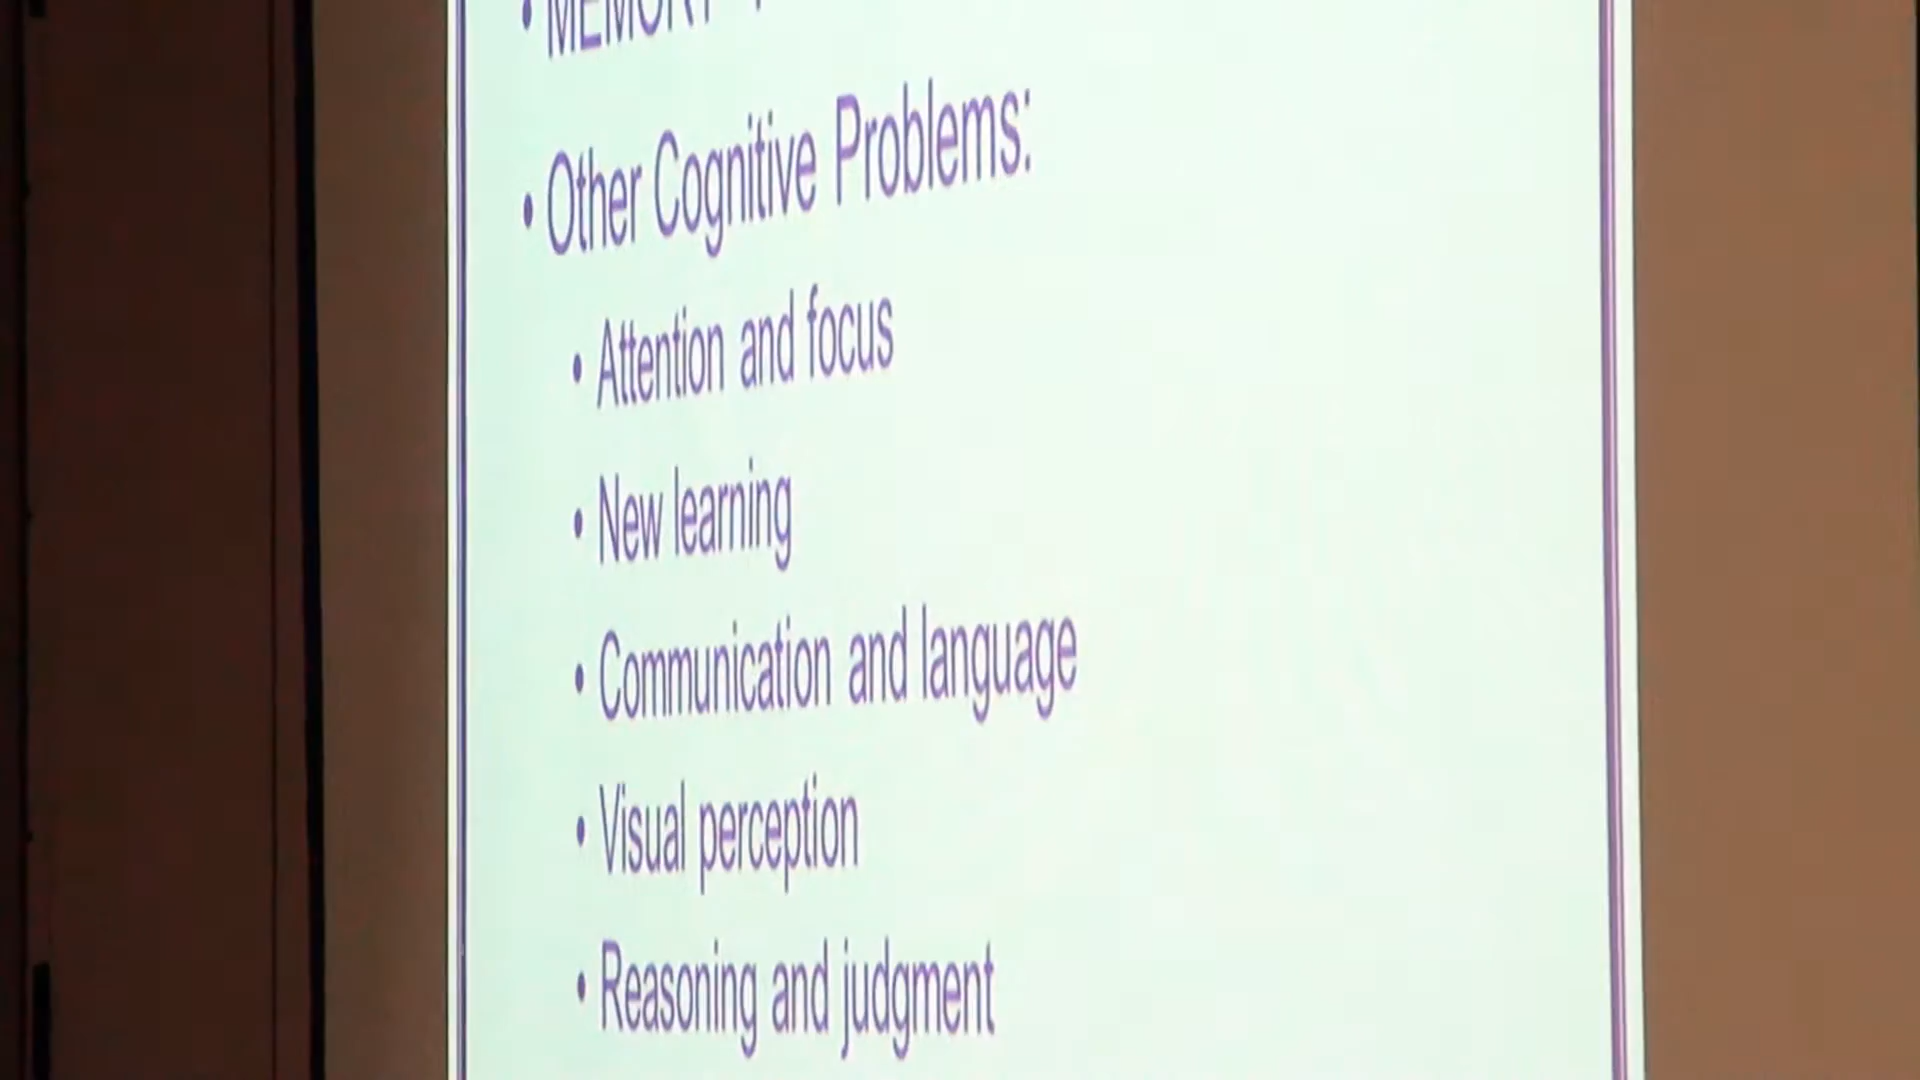 • MEMORY
• Other Cognitive Problems:
• Attention and focus
• New learning
• Communication and language
• Visual perception
• Reasoning and judgment